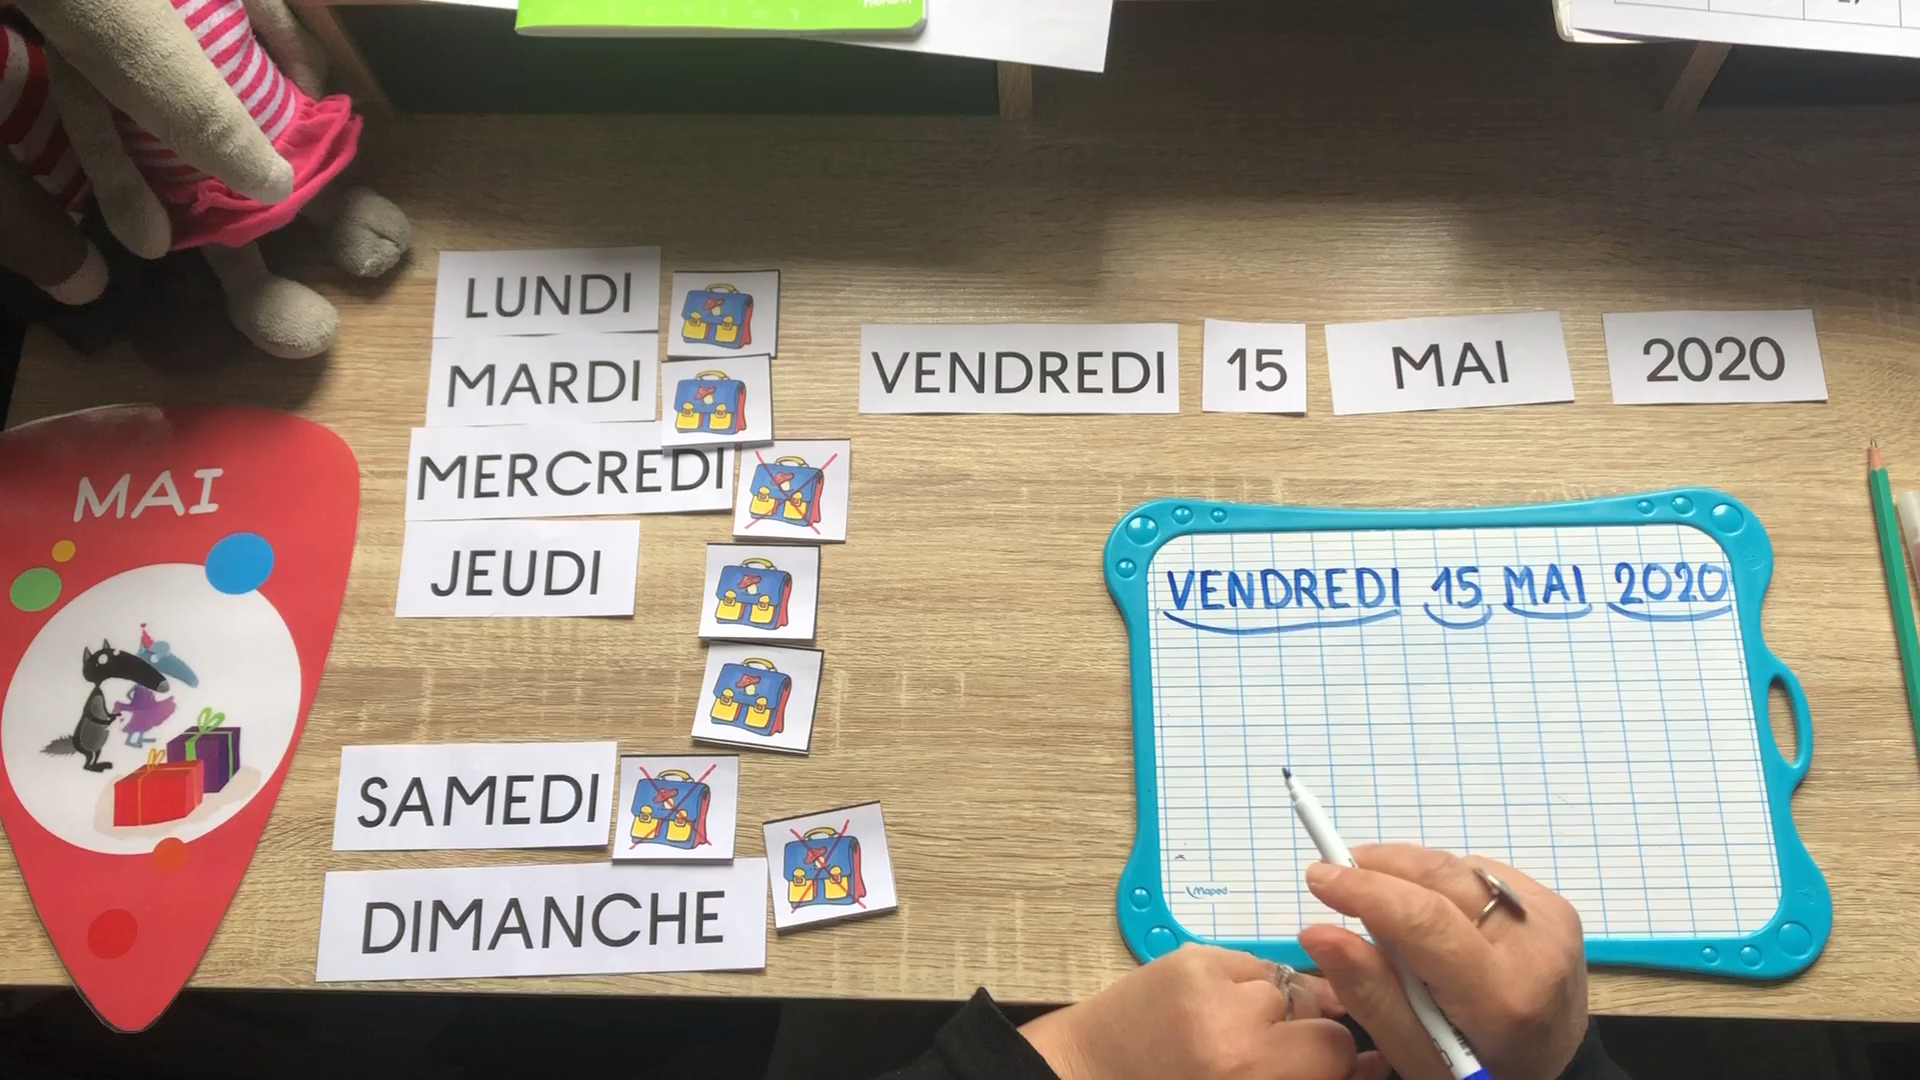 LUNDI
MARDI
MERCREDI
JEUDI
SAMEDI
DIMANCHE
MAI
VENDREDI 15 MAI 2020
VENDREDI 15 MAI 2020
Maped